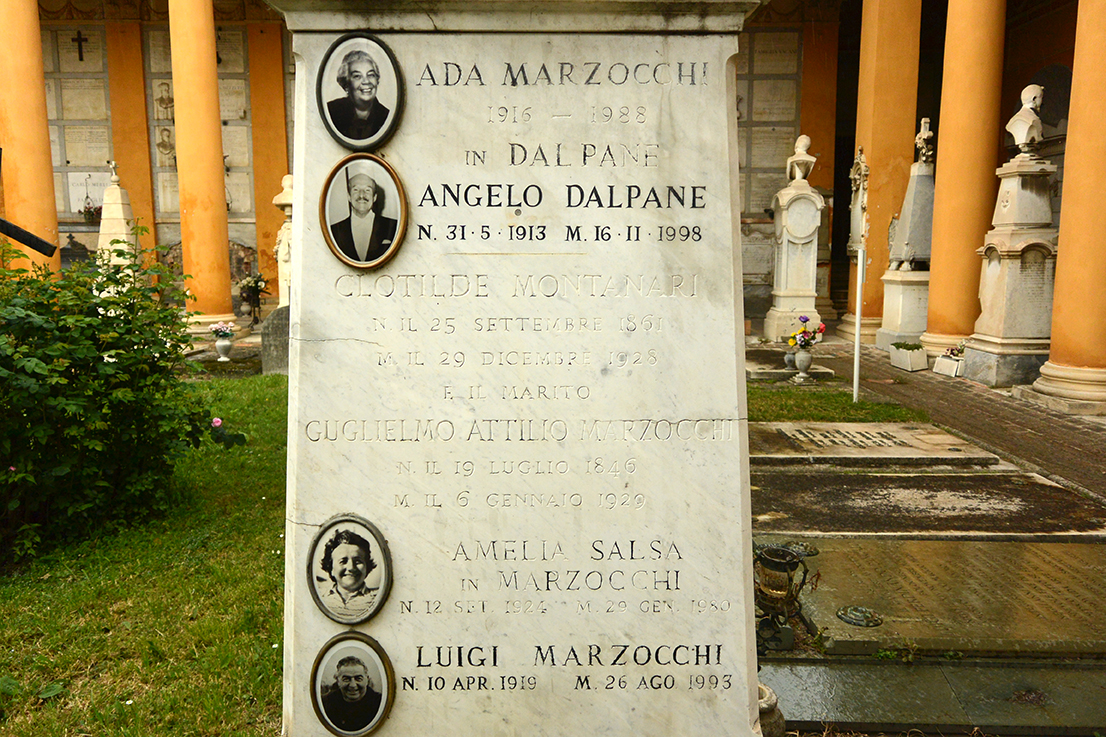 ADA MARZOCCHI
1916 — 1988
IN DALPANE
ANGELO DALPANE
N. 31·5·1913 M. 16·11·1998
CLOTILDE MONTANARI
N. IL 25 SETTEMBRE 1861
M. IL 29 DICEMBRE 1928
E IL MARITO
GUGLIELMO ATTILIO MARZOCCHI
N. IL 19 LUGLIO 1846
M. IL 6 GENNAIO 1929
AMELIA SALSA
IN MARZOCCHI
N. 12 SET. 1924 M. 29 GEN. 1980
LUIGI MARZOCCHI
N. 10 APR. 1919 M. 26 AGO 1993